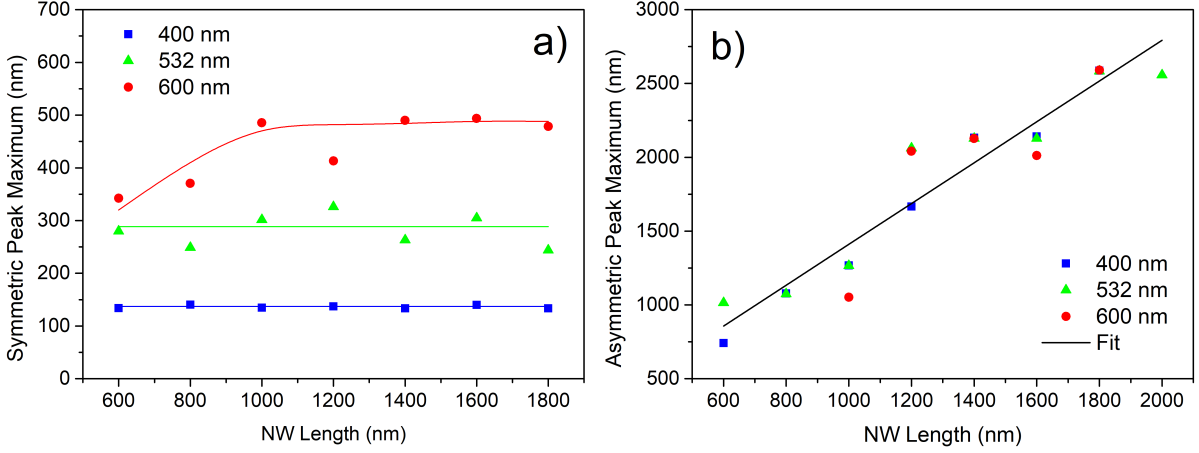 700
600
500
400
300
200
100
0
Symmetric Peak Maximum (nm)
400 nm
532 nm
600 nm
a)
600 800 1000 1200 1400 1600 1800
NW Length (nm)
3000
2500
2000
1500
1000
500
Asymmetric Peak Maximum (nm)
b)
400 nm
532 nm
600 nm
Fit
600 800 1000 1200 1400 1600 1800 2000
NW Length (nm)